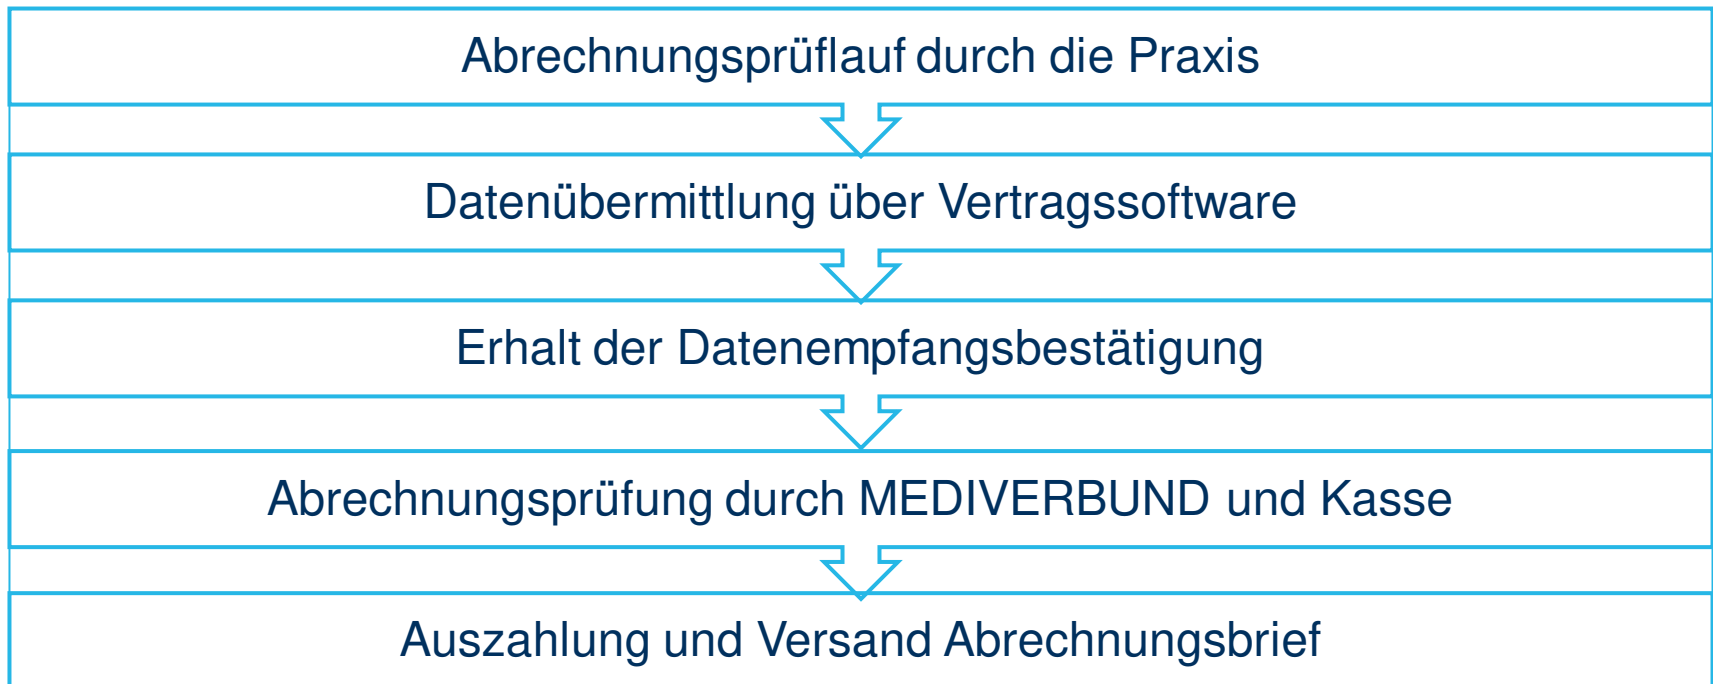 Abrechnungsprüflauf durch die Praxis
Datenübermittlung über Vertragssoftware
Erhalt der Datenempfangsbestätigung
Abrechnungsprüfung durch MEDIVERBUND und Kasse
Auszahlung und Versand Abrechnungsbrief